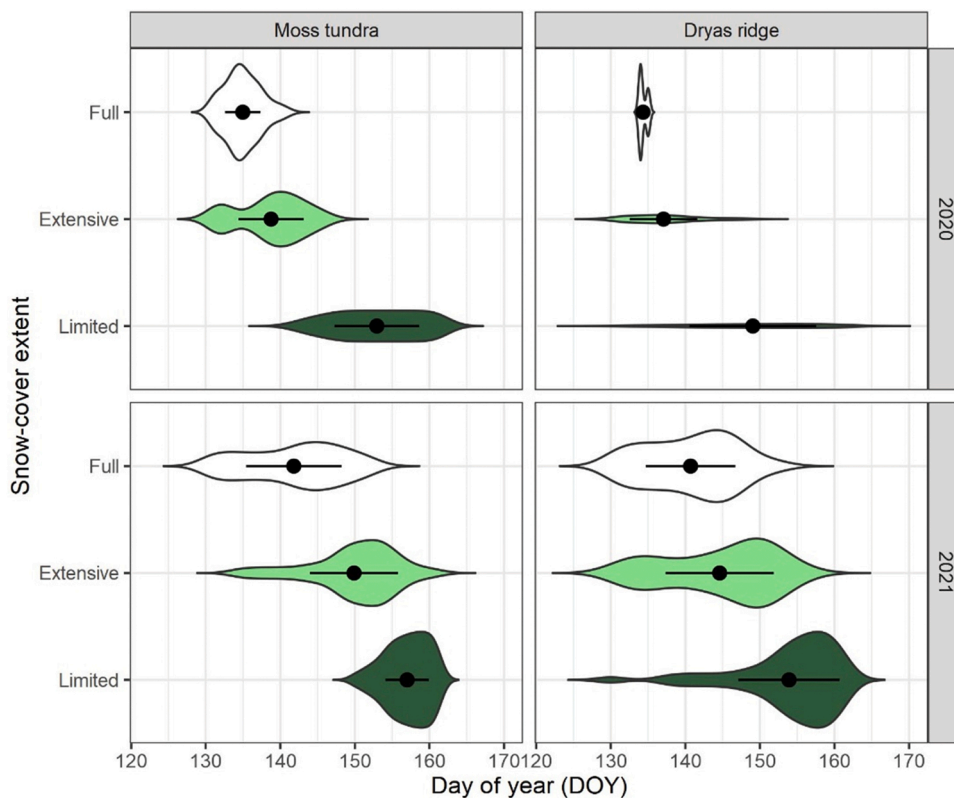 Moss tundra
Dryas ridge
Full
Extensive
Limited
2020
Snow-cover extent
Full
Extensive
Limited
2021
120 130 140 150 160 170 120 130 140 150 160 170
Day of year (DOY)